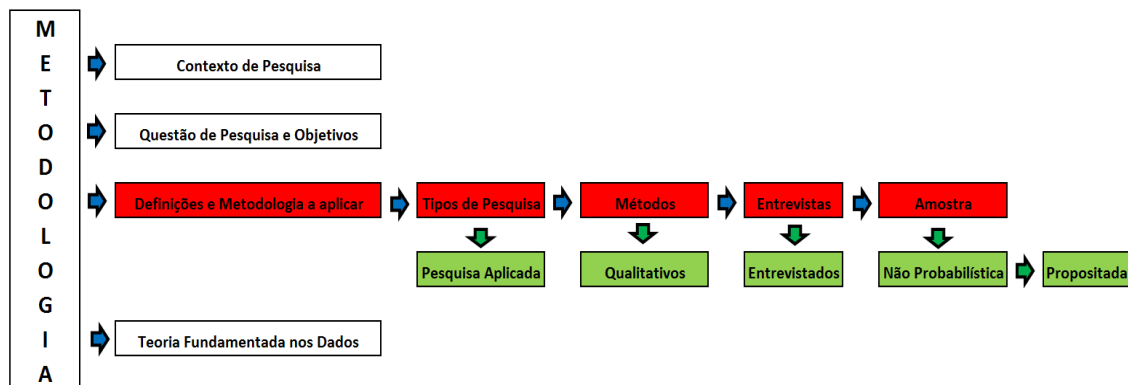 METODOLOGIA
Contexto de Pesquisa
Questão de Pesquisa e Objetivos
Definições e Metodologia a aplicar
Tipos de Pesquisa
Métodos
Entrevistas
Amostra
Pesquisa Aplicada
Qualitativos
Entrevistados
Não Probabilística
Propositada
Teoria Fundamentada nos Dados